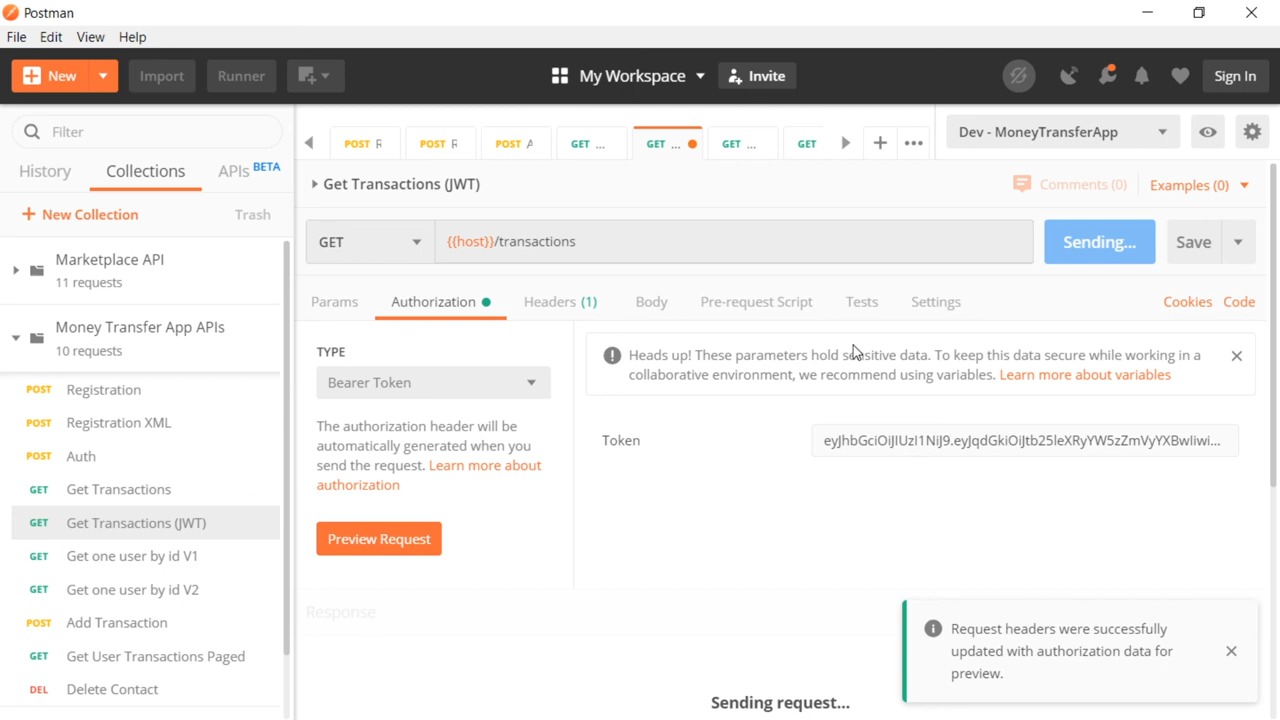 Postman
File Edit View Help
New Import Runner My Workspace Invite Sign In
Filter
POST R POST R POST A GET ... GET ... GET ... GET
Dev - MoneyTransferApp
History Collections APIs BETA
Get Transactions (JWT) Comments (0) Examples (0)
New Collection Trash
GET {{host}}/transactions Sending... Save
Marketplace API
11 requests
Params Authorization Headers (1) Body Pre-request Script Tests Settings Cookies Code
Money Transfer App APIs
10 requests
POST Registration
POST Registration XML
POST Auth
GET Get Transactions
GET Get Transactions (JWT)
GET Get one user by id V1
GET Get one user by id V2
POST Add Transaction
GET Get User Transactions Paged
DEL Delete Contact
TYPE
Bearer Token
The authorization header will be
automatically generated when you
send the request. Learn more about
authorization
Preview Request
Heads up! These parameters hold sensitive data. To keep this data secure while working in a
collaborative environment, we recommend using variables. Learn more about variables
Token
Response
Request headers were successfully
updated with authorization data for
preview.
Sending request...